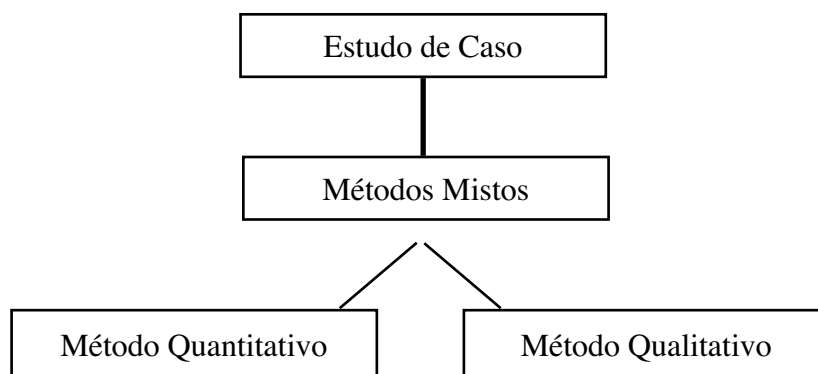 Estudo de Caso
Métodos Mistos
Método Quantitativo
Método Qualitativo